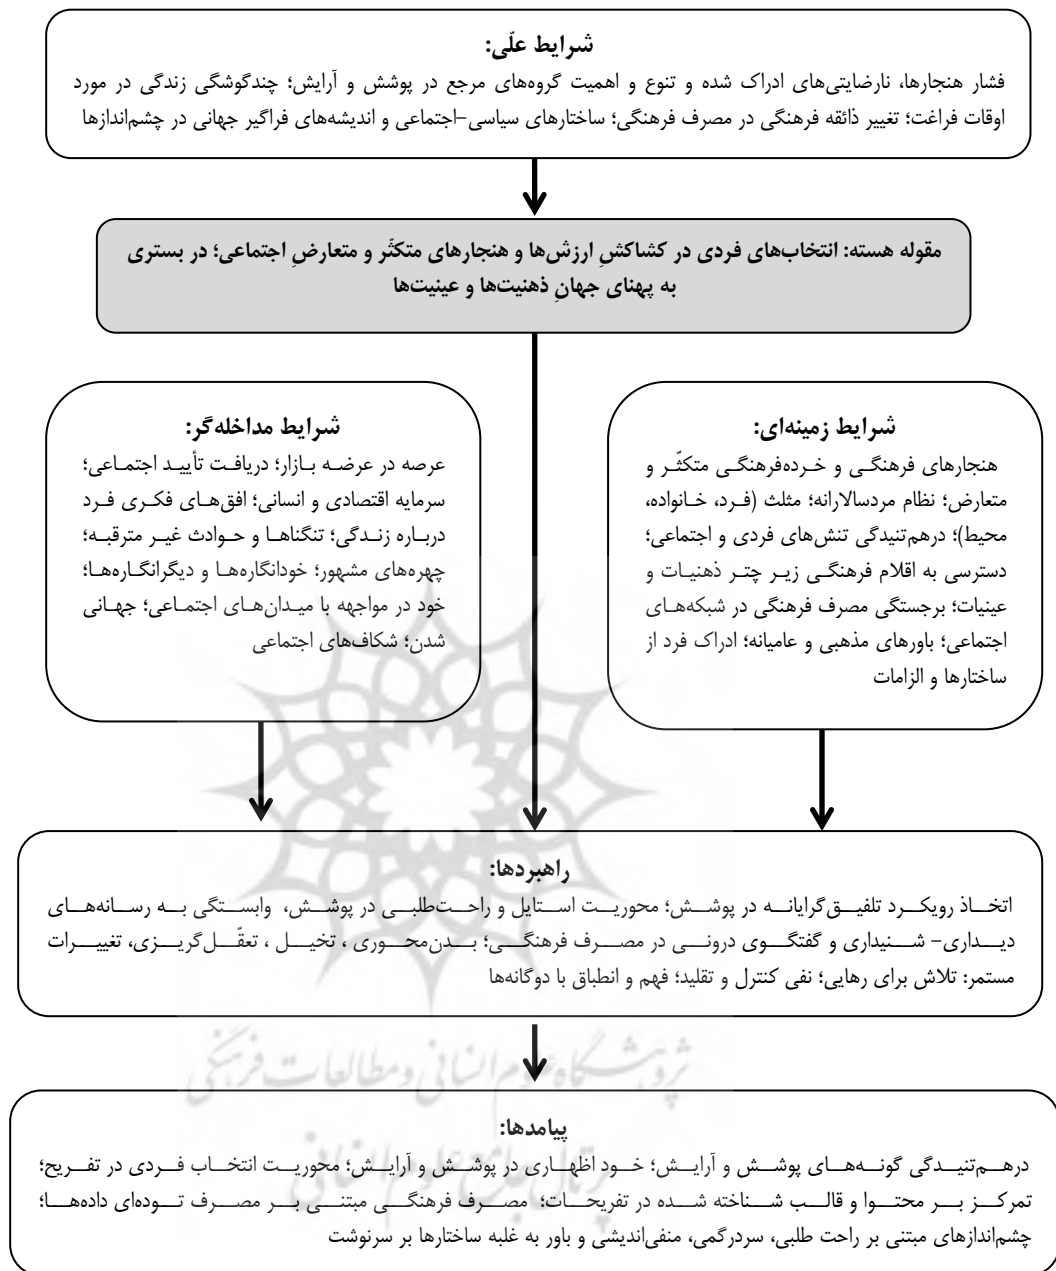 شرایط علّی:
فشار هنجارها، نارضایتی‌های ادراک شده و تنوع و اهمیت گروه‌های مرجع در پوشش و آرایش؛ چندگوشگی زندگی در مورد
اوقات فراغت؛ تغییر ذائقه فرهنگی در مصرف فرهنگی؛ ساختارهای سیاسی-اجتماعی و اندیشه‌های فراگیر جهانی در چشم‌اندازها
مقوله هسته: انتخاب‌های فردی در کشاکشِ ارزش‌ها و هنجارهای متکثّر و متعارضِ اجتماعی؛ در بستری
به پهنای جهانِ ذهنیت‌ها و عینیت‌ها
شرایط زمینه‌ای:
هنجارهای فرهنگی و خرده‌فرهنگی متکثّر و
متعارض؛ نظام مردسالارانه؛ مثلث (فرد، خانواده،
محیط)؛ درهم‌تنیدگی تنش‌های فردی و اجتماعی؛
دسترسی به اقلام فرهنگی زیر چتر ذهنیات و
عینیات؛ برجستگی مصرف فرهنگی در شبکه‌های
اجتماعی؛ باورهای مذهبی و عامیانه؛ ادراک فرد از
ساختارها و الزامات
شرایط مداخله‌گر:
عرصه در عرضه بازار؛ دریافت تأیید اجتماعی؛
سرمایه اقتصادی و انسانی؛ افق‌های فکری فرد
درباره زندگی؛ تنگناها و حوادث غیر مترقبه؛
چهره‌های مشهور؛ خودانگاره‌ها و دیگرانگاره‌ها؛
خود در مواجهه با میدان‌های اجتماعی؛ جهانی
شدن؛ شکاف‌های اجتماعی
راهبردها:
اتخاذ رویکرد تلفیق‌گرایانه در پوشش؛ محوریت استایل و راحت‌طلبی در پوشش، وابستگی به رسانه‌های
دیداری- شنیداری و گفتگوی درونی در مصرف فرهنگی؛ بدن‌محوری ، تخیل ، تعقّل‌گریزی، تغییرات
مستمر: تلاش برای رهایی؛ نفی کنترل و تقلید؛ فهم و انطباق با دوگانه‌ها
پژوهشگاه علوم انسانی و مطالعات فرهنگی
پیامدها:
درهم‌تنیدگی گونه‌های پوشش و آرایش؛ خود اظهاری در پوشش و آرایش؛ محوریت انتخاب فردی در تفریح؛
پرتال جامع علوم انسانی
تمرکز بر محتوا و قالب شناخته شده در تفریحات؛ مصرف فرهنگی مبتنی بر مصرف توده‌ای داده‌ها؛
چشم‌اندازهای مبتنی بر راحت طلبی، سردرگمی، منفی‌اندیشی و باور به غلبه ساختارها بر سرنوشت